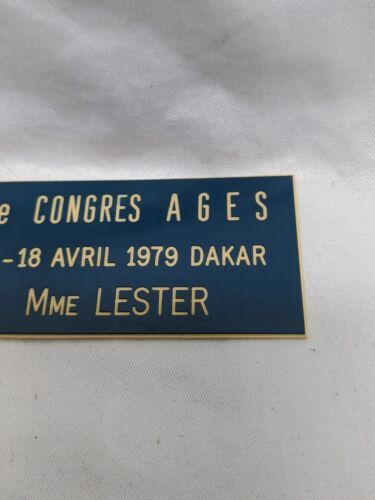 e CONGRES A G E S
-18 AVRIL 1979 DAKAR
MME LESTER